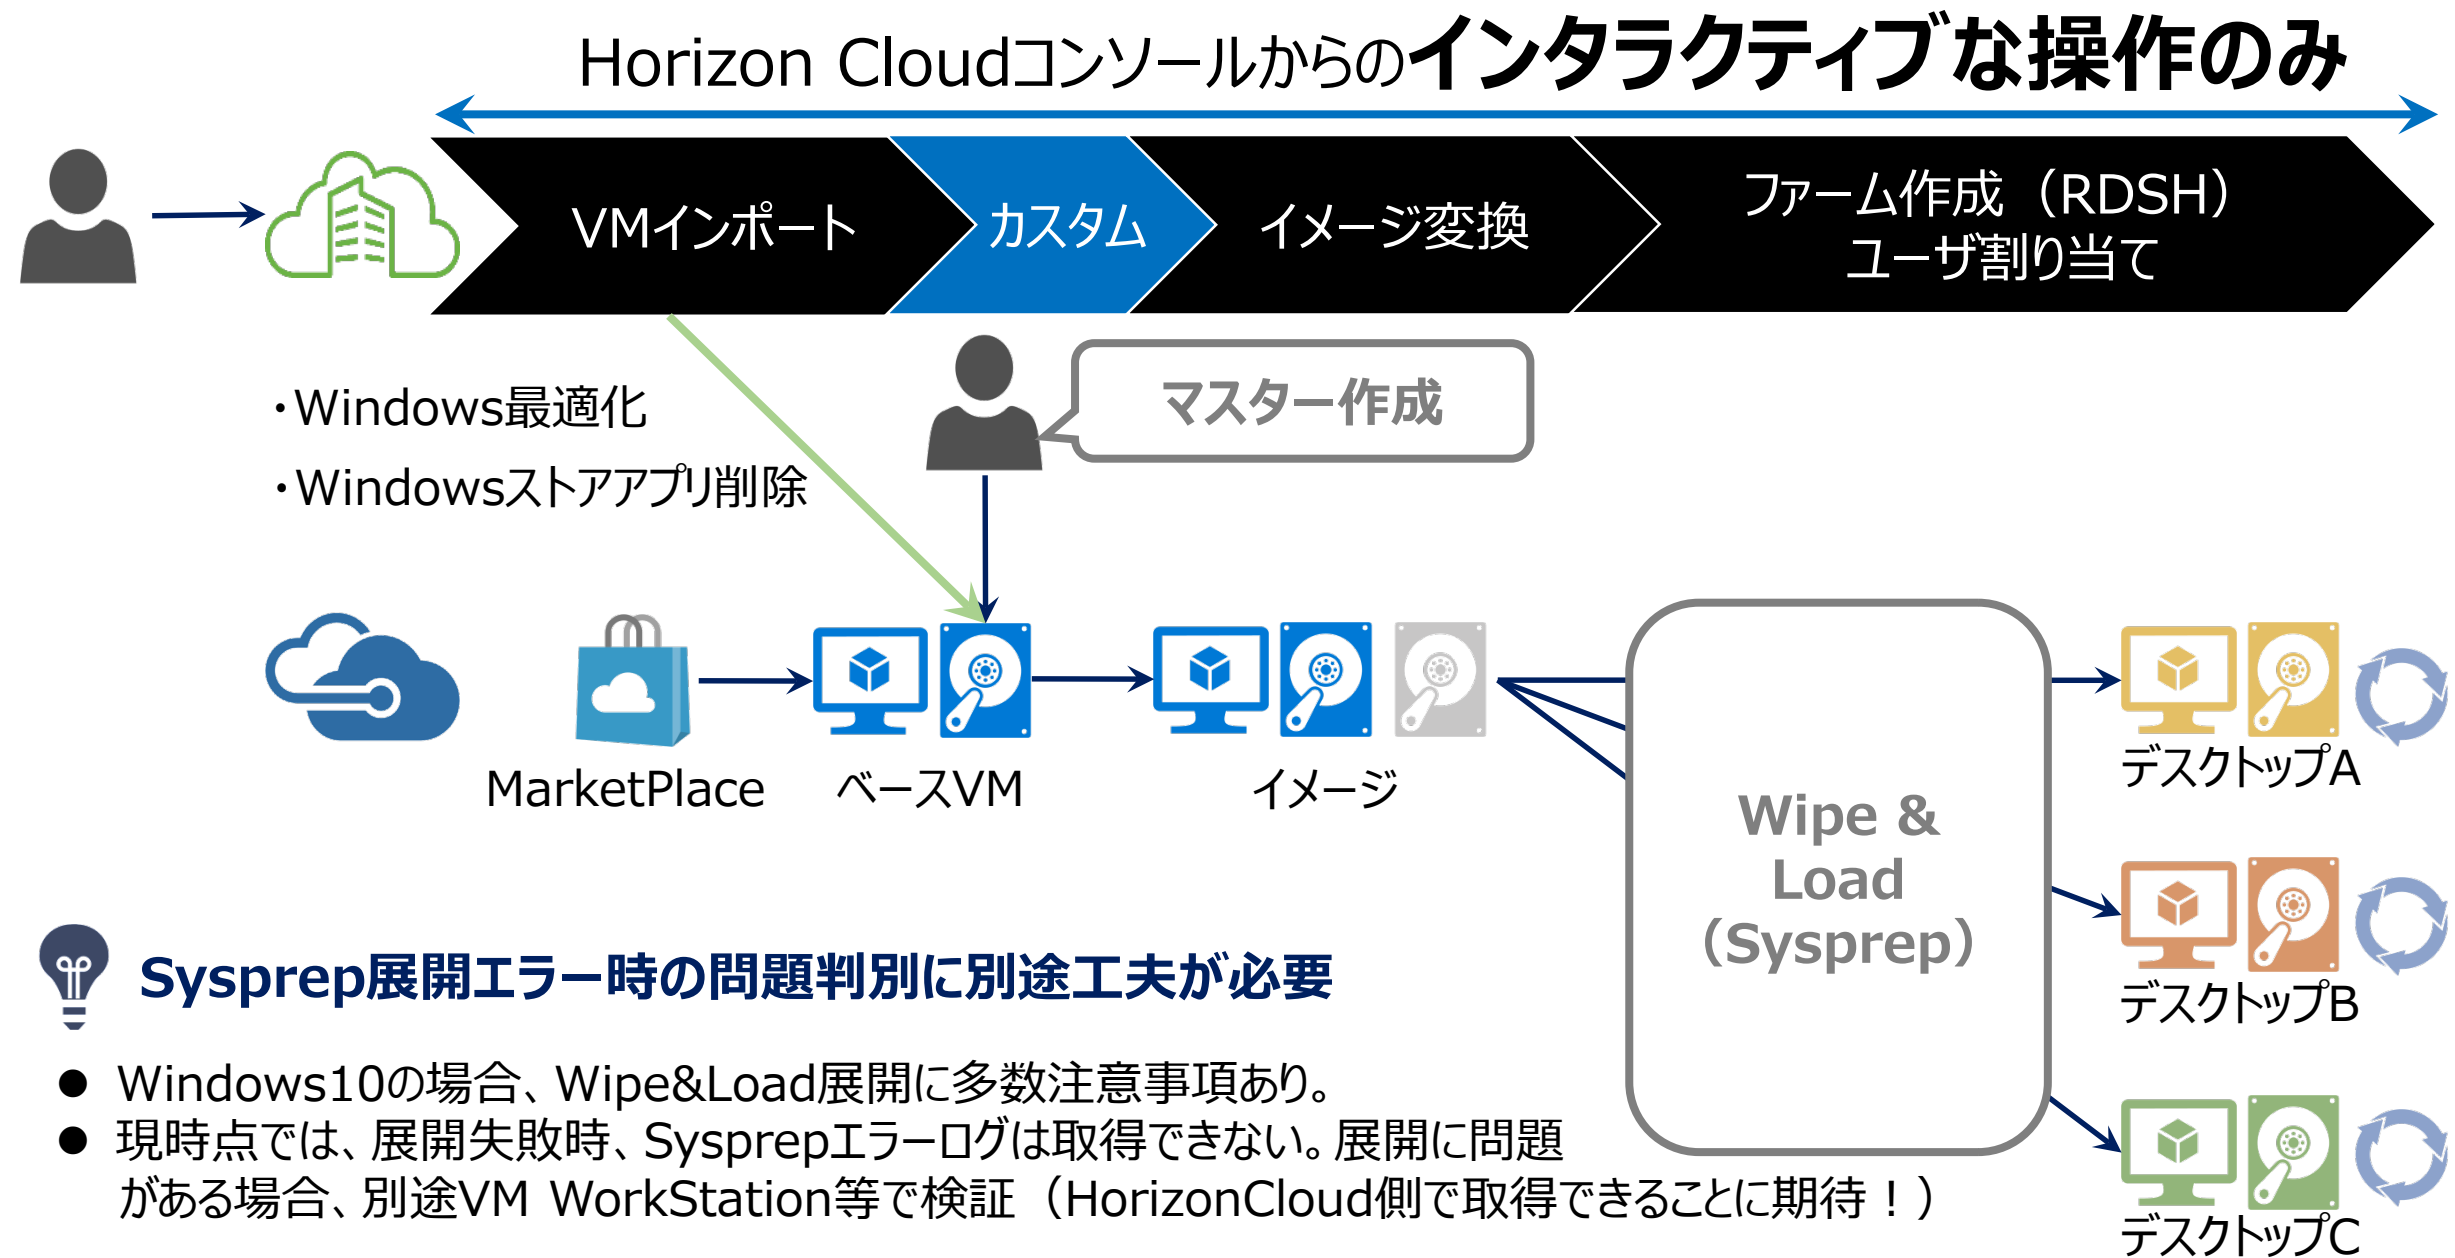 Horizon Cloudコンソールからのインタラクティブな操作のみ
VMインポート
カスタム
イメージ変換
ファーム作成（RDSH）
ユーザ割り当て
・Windows最適化
・Windowsストアアプリ削除
マスター作成
MarketPlace
ベースVM
イメージ
Wipe &
Load
（Sysprep）
デスクトップA
デスクトップB
デスクトップC
Sysprep展開エラー時の問題判別に別途工夫が必要
● Windows10の場合、Wipe&Load展開に多数注意事項あり。
● 現時点では、展開失敗時、Sysprepエラーログは取得できない。展開に問題
がある場合、別途VM WorkStation等で検証（HorizonCloud側で取得できることに期待！）